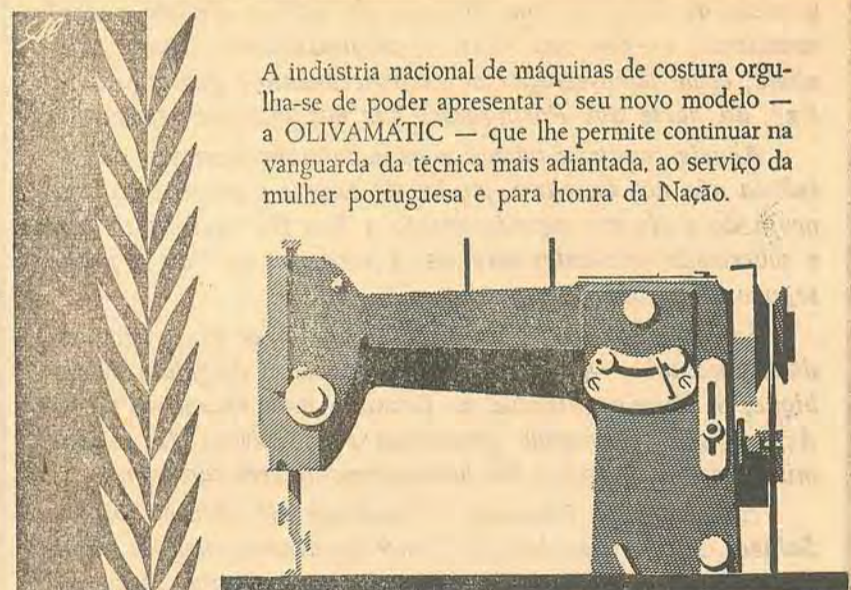 A indústria nacional de máquinas de costura orgu-
lha-se de poder apresentar o seu novo modelo —
a OLIVAMÁTIC — que lhe permite continuar na
vanguarda da técnica mais adiantada, ao serviço da
mulher portuguesa e para honra da Nação.